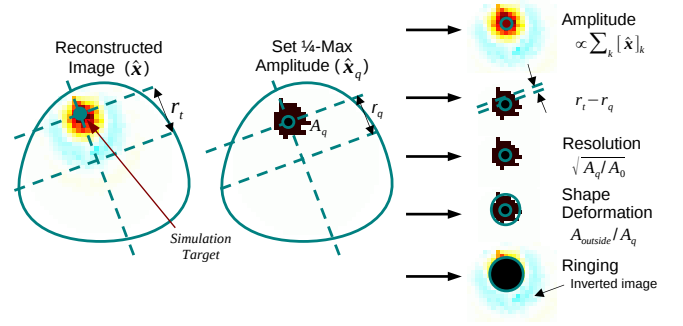 Reconstructed
Image (x̂)
r_t
Simulation
Target
Set ¼-Max
Amplitude (x̂_q)
r_q
A_q
Amplitude
∝∑_k [x̂]_k
r_t − r_q
Resolution
√(A_q/A_0)
Shape
Deformation
A_outside/A_q
Ringing
Inverted image